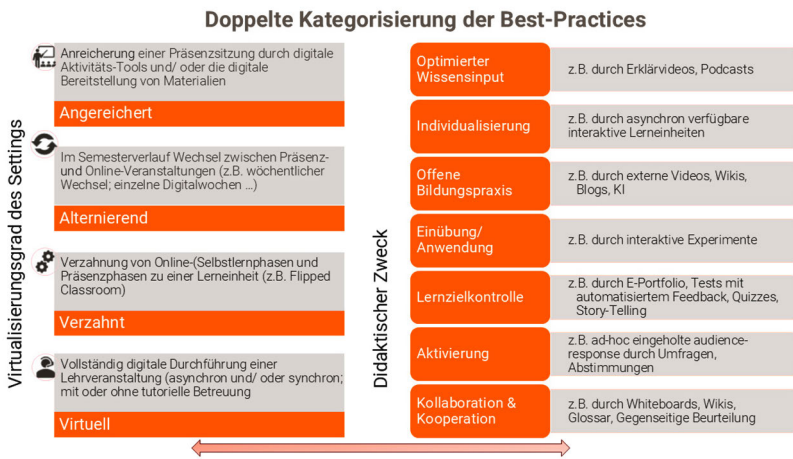 Doppelte Kategorisierung der Best-Practices
Virtualisierungsgrad des Settings
Anreicherung einer Präsenzsitzung durch digitale
Aktivitäts-Tools und/ oder die digitale
Bereitstellung von Materialien
Angereichert
Im Semesterverlauf Wechsel zwischen Präsenz-
und Online-Veranstaltungen (z.B. wöchentlicher
Wechsel; einzelne Digitalwochen ...)
Alternierend
Verzahnung von Online-(Selbstlernphasen und
Präsenzphasen zu einer Lerneinheit (z.B. Flipped
Classroom)
Verzahnt
Vollständig digitale Durchführung einer
Lehrveranstaltung (asynchron und/ oder synchron;
mit oder ohne tutorielle Betreuung
Virtuell
Didaktischer Zweck
Optimierter
Wissensinput
z.B. durch Erklärvideos, Podcasts
Individualisierung
z.B. durch asynchron verfügbare
interaktive Lerneinheiten
Offene
Bildungspraxis
z.B. durch externe Videos, Wikis,
Blogs, KI
Einübung/
Anwendung
z.B. durch interaktive Experimente
Lernzielkontrolle
z.B. durch E-Portfolio, Tests mit
automatisiertem Feedback, Quizzes,
Story-Telling
Aktivierung
z.B. ad-hoc eingeholte audience-
response durch Umfragen,
Abstimmungen
Kollaboration &
Kooperation
z.B. durch Whiteboards, Wikis,
Glossar, Gegenseitige Beurteilung